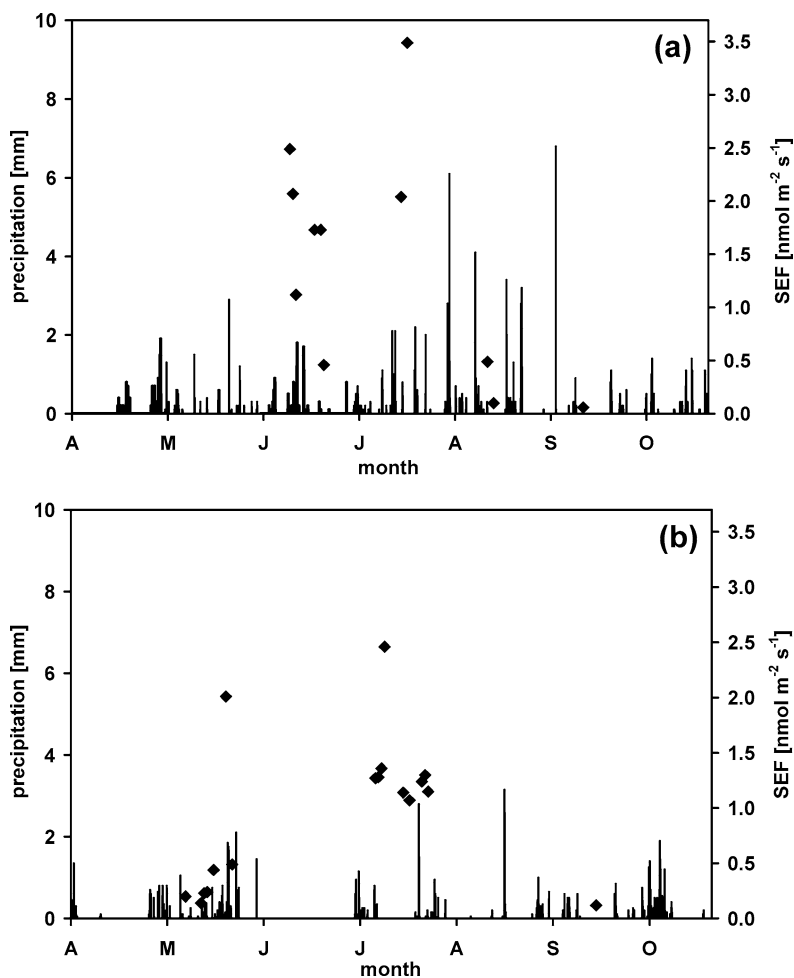 (a)
precipitation [mm]
10
8
6
4
2
0
SEF [nmol m⁻² s⁻¹]
3.5
3.0
2.5
2.0
1.5
1.0
0.5
0.0
A M J J A S O
month
(b)
precipitation [mm]
10
8
6
4
2
0
SEF [nmol m⁻² s⁻¹]
3.5
3.0
2.5
2.0
1.5
1.0
0.5
0.0
A M J J A S O
month